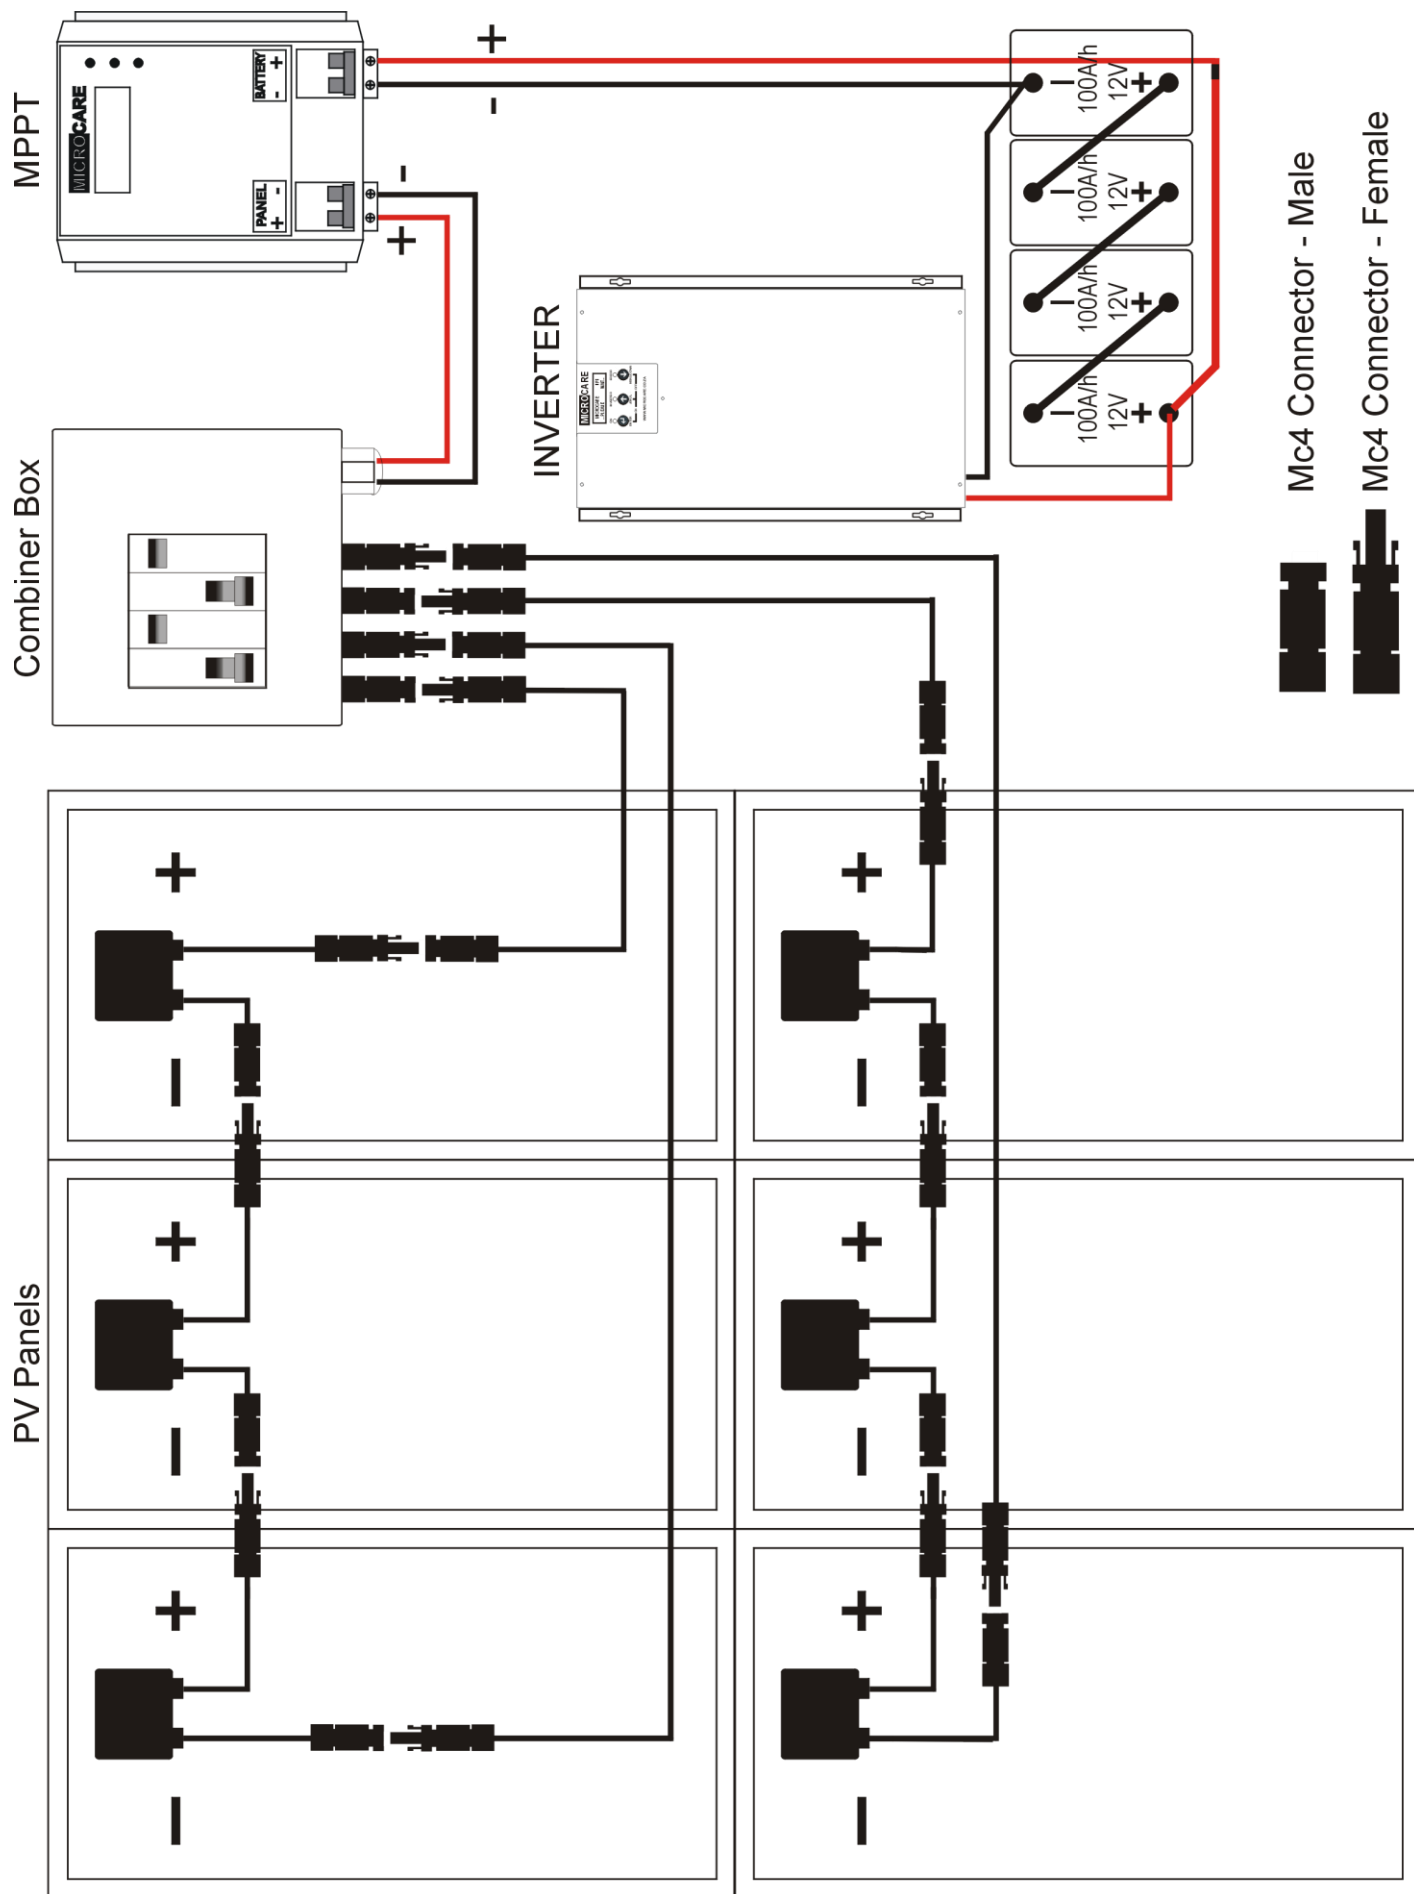 MPPT
MICROCARE
BATTERY
- +
PANEL
+ -
+
-
-
+
Combiner Box
INVERTER
MICROCARE
100A/h
12V
- +
100A/h
12V
- +
100A/h
12V
- +
100A/h
12V
- +
Mc4 Connector - Male
Mc4 Connector - Female
PV Panels
+
-
+
-
+
-
+
-
+
-
+
-